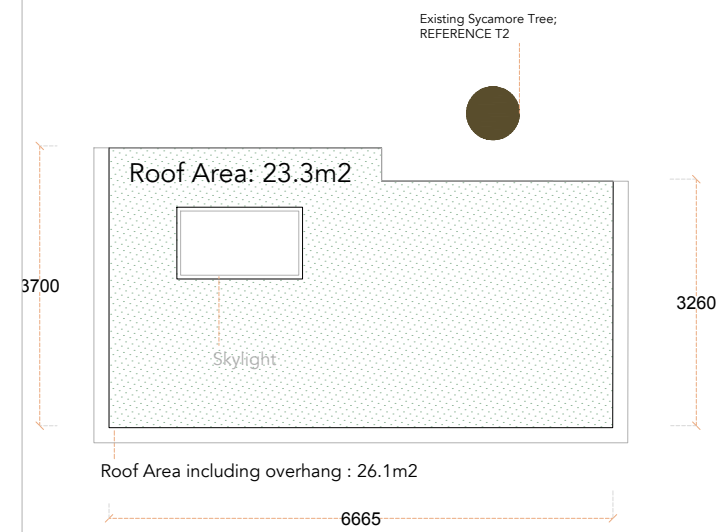 Existing Sycamore Tree;
REFERENCE T2
Roof Area: 23.3m2
3700
3260
Skylight
Roof Area including overhang : 26.1m2
6665